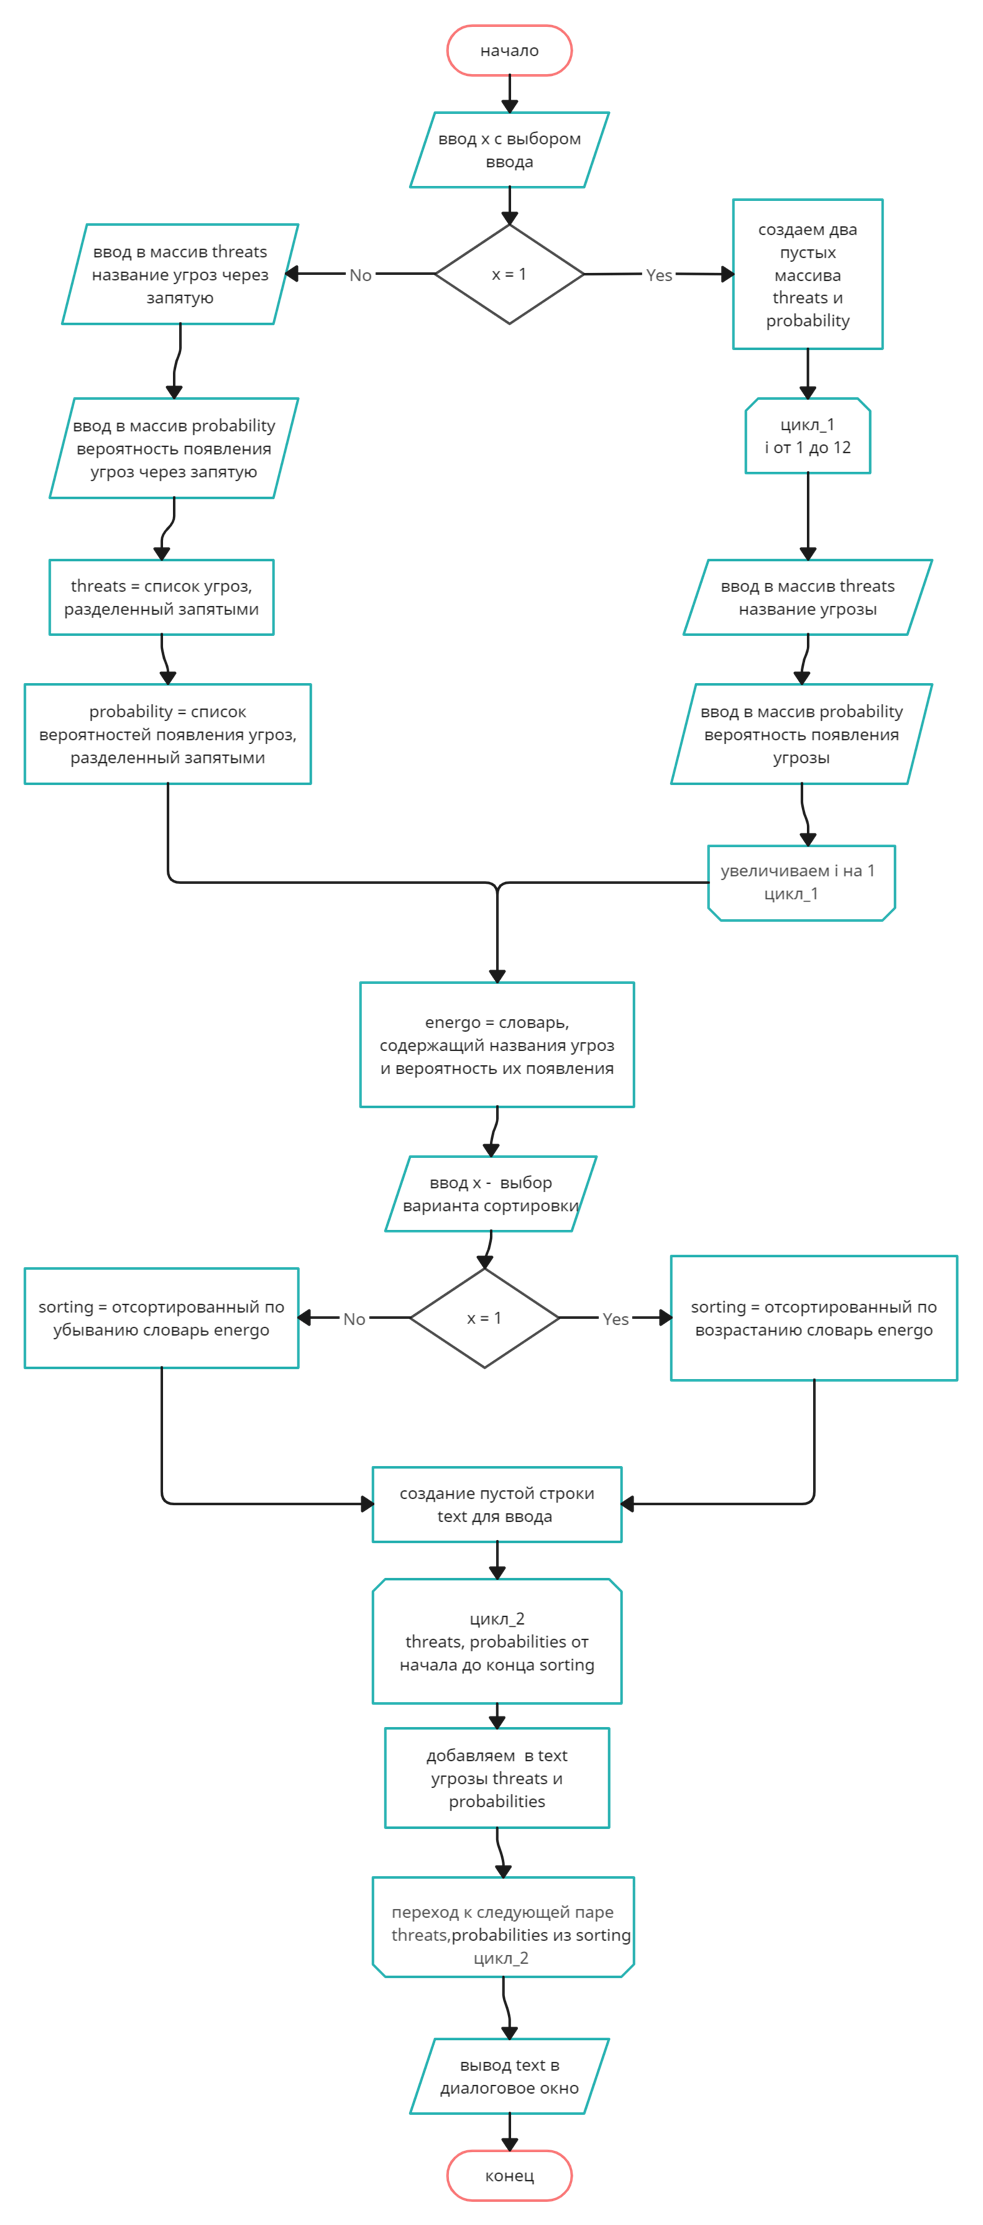 начало
ввод x с выбором
ввода
x = 1
No
Yes
ввод в массив threats
название угроз через
запятую
создаем два
пустых
массива
threats и
probability
ввод в массив probability
вероятность появления
угроз через запятую
цикл_1
i от 1 до 12
threats = список угроз,
разделенный запятыми
ввод в массив threats
название угрозы
probability = список
вероятностей появления угроз,
разделенный запятыми
ввод в массив probability
вероятность появления
угрозы
увеличиваем i на 1
цикл_1
energo = словарь,
содержащий названия угроз
и вероятность их появления
ввод x -  выбор
варианта сортировки
x = 1
No
Yes
sorting = отсортированный по
убыванию словарь energo
sorting = отсортированный по
возрастанию словарь energo
создание пустой строки
text для ввода
цикл_2
threats, probabilities от
начала до конца sorting
добавляем  в text
угрозы threats и
probabilities
переход к следующей паре
threats,probabilities из sorting
цикл_2
вывод text в
диалоговое окно
конец